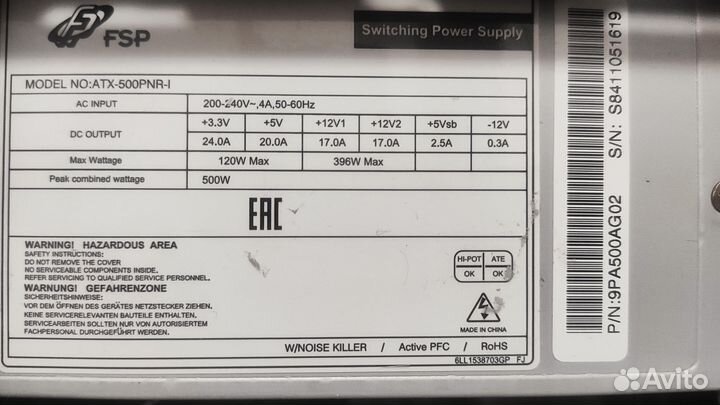 FSP
Switching Power Supply
MODEL NO:ATX-500PNR-I
AC INPUT 200-240V~,4A,50-60Hz
DC OUTPUT +3.3V +5V +12V1 +12V2 +5Vsb -12V
24.0A 20.0A 17.0A 17.0A 2.5A 0.3A
Max Wattage 120W Max 396W Max
Peak combined wattage 500W
EAC
WARNING! HAZARDOUS AREA
SAFETY INSTRUCTIONS:
DO NOT REMOVE THE COVER
NO SERVICEABLE COMPONENTS INSIDE.
REFER SERVICING TO QUALIFIED SERVICE PERSONNEL.
WARNUNG! GEFAHRENZONE
SICHERHEITSHINWEISE:
VOR DEM ÖFFNEN DES GERÄTES NETZSTECKER ZIEHEN.
KEINE SERVICERELEVANTEN BAUTEILE ENTHALTEN.
SERVICEARBEITEN SOLLTEN NUR VON AUTORISIERTEM
FACHPERSONAL DURCHGEFÜHRT WERDEN.
HI-POT ATE
OK OK
MADE IN CHINA
W/NOISE KILLER / Active PFC / RoHS
6LL1538703GP FJ
P/N:9PA500AG02 S/N: S8411051619
Avito